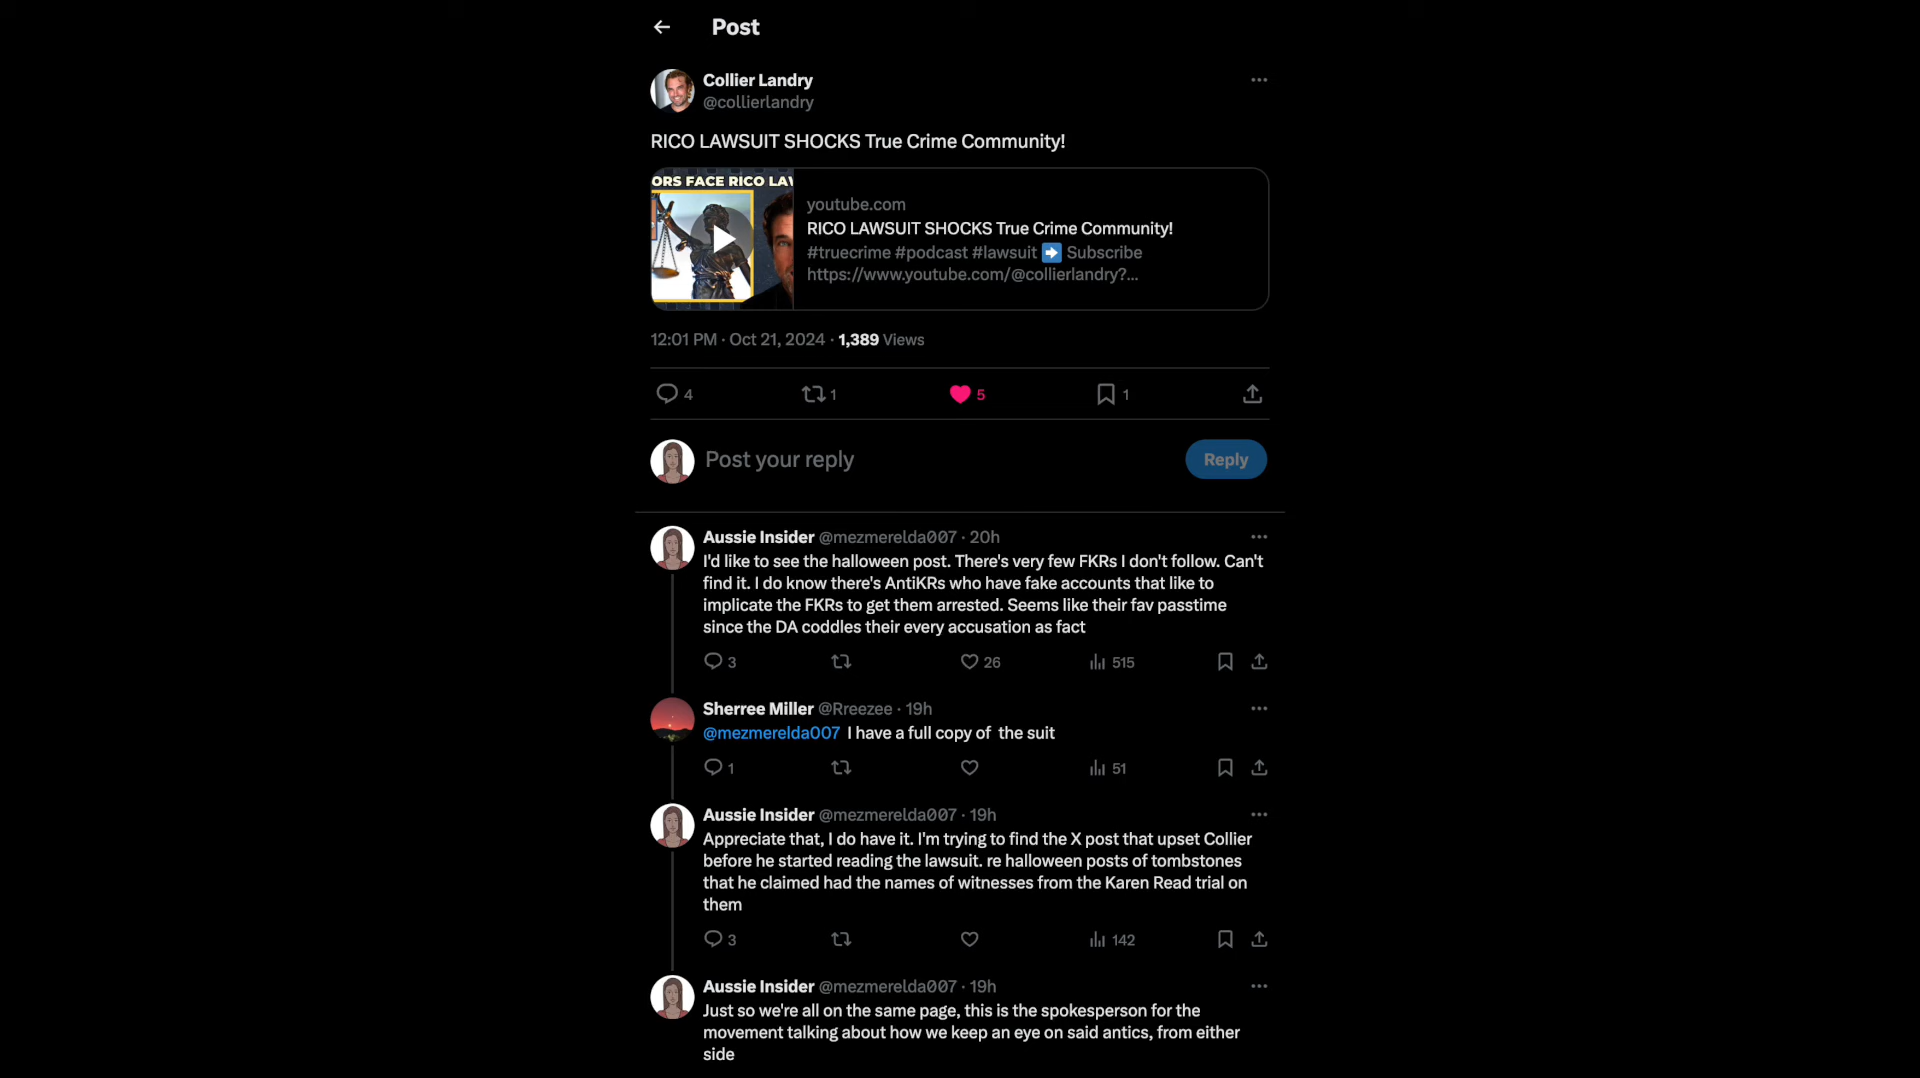 Post
Collier Landry
@collierlandry
RICO LAWSUIT SHOCKS True Crime Community!
ORS FACE RICO LA
youtube.com
RICO LAWSUIT SHOCKS True Crime Community!
#truecrime #podcast #lawsuit ➡️ Subscribe
https://www.youtube.com/@collierlandry?...
12:01 PM · Oct 21, 2024 · 1,389 Views
4 1 5 1
Post your reply
Reply
Aussie Insider @mezmerelda007 · 20h
I'd like to see the halloween post. There's very few FKRs I don't follow. Can't
find it. I do know there's AntiKRs who have fake accounts that like to
implicate the FKRs to get them arrested. Seems like their fav passtime
since the DA coddles their every accusation as fact
3 26 515
Sherree Miller @Rreezee · 19h
@mezmerelda007 I have a full copy of the suit
1 51
Aussie Insider @mezmerelda007 · 19h
Appreciate that, I do have it. I'm trying to find the X post that upset Collier
before he started reading the lawsuit. re halloween posts of tombstones
that he claimed had the names of witnesses from the Karen Read trial on
them
3 142
Aussie Insider @mezmerelda007 · 19h
Just so we're all on the same page, this is the spokesperson for the
movement talking about how we keep an eye on said antics, from either
side